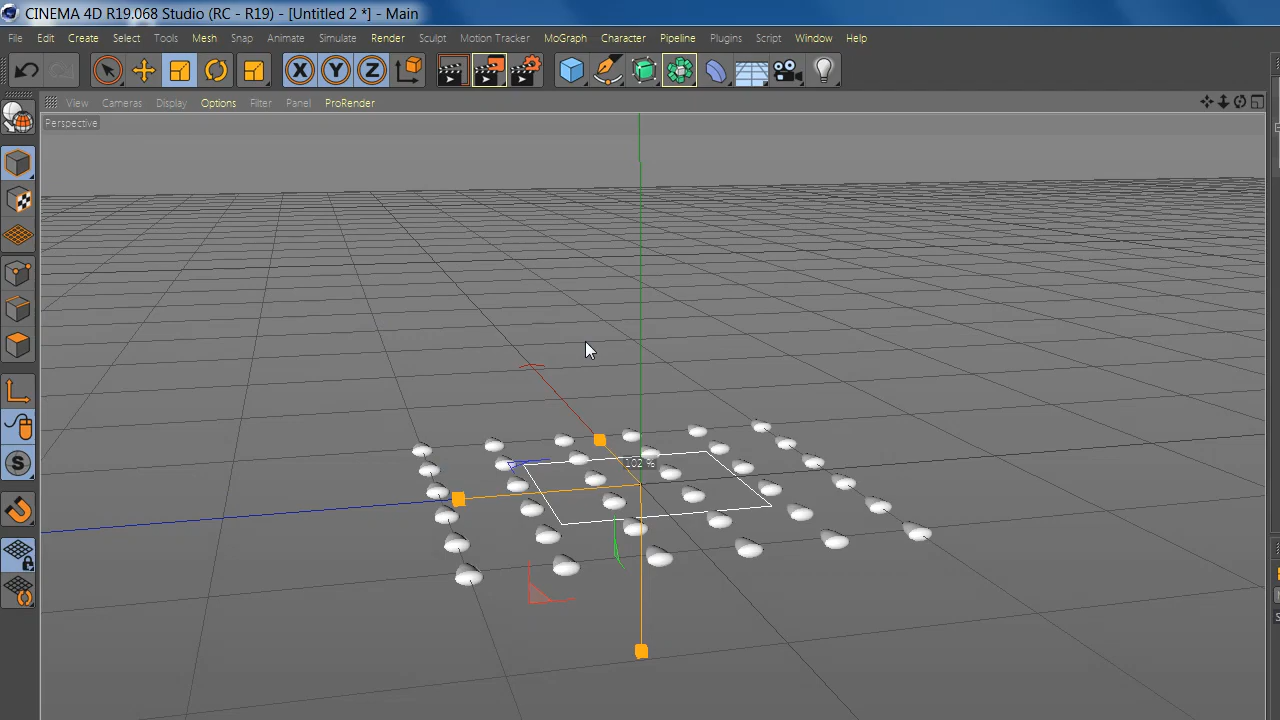 CINEMA 4D R19.068 Studio (RC - R19) - [Untitled 2 *] - Main
File Edit Create Select Tools Mesh Snap Animate Simulate Render Sculpt Motion Tracker MoGraph Character Pipeline Plugins Script Window Help
X Y Z
View Cameras Display Options Filter Panel ProRender
Perspective
102 %
S